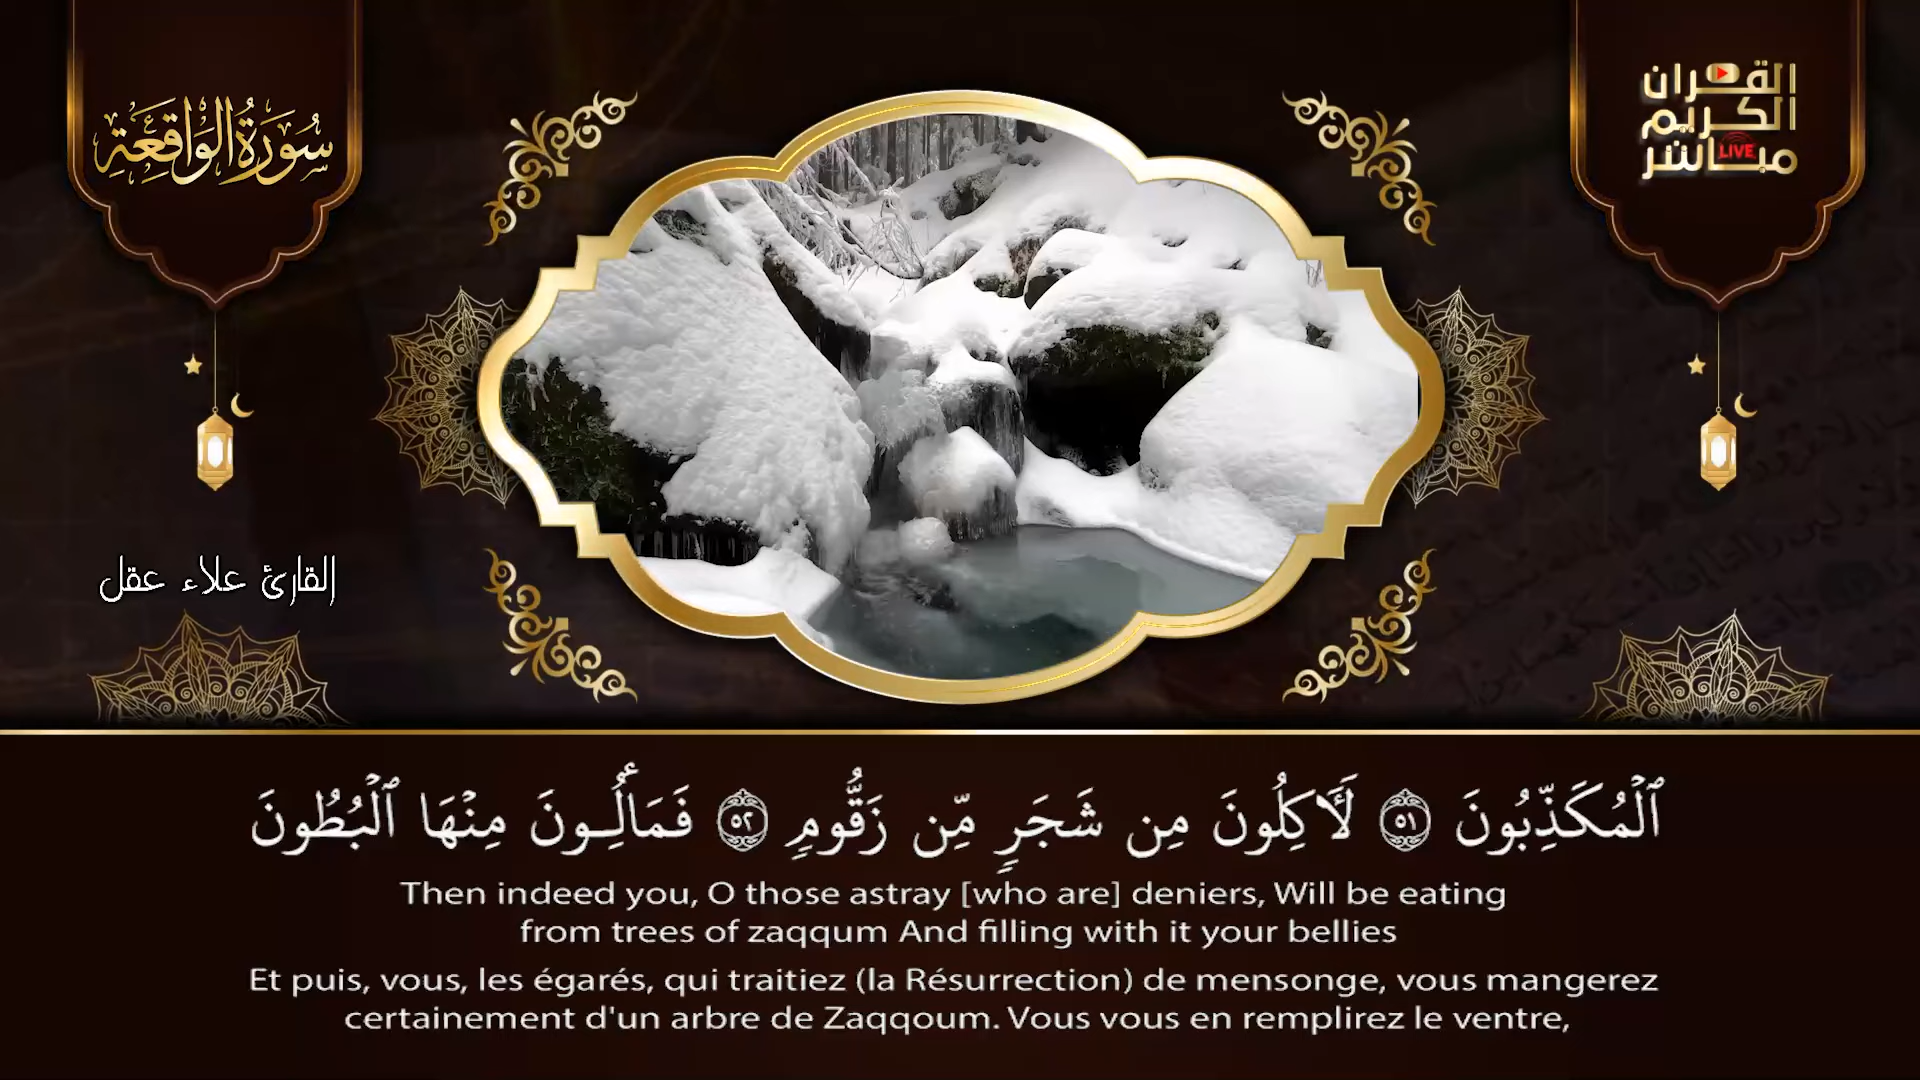 سُورَةُ الوَاقِعَةِ
القرآن
الكريم
مباشر
LIVE
القارئ علاء عقل
ٱلْمُكَذِّبُونَ ٥١ لَـَٔاكِلُونَ مِن شَجَرٍ مِّن زَقُّومٍ ٥٢ فَمَالِـُٔونَ مِنْهَا ٱلْبُطُونَ
Then indeed you, O those astray [who are] deniers, Will be eating
from trees of zaqqum And filling with it your bellies
Et puis, vous, les égarés, qui traitiez (la Résurrection) de mensonge, vous mangerez
certainement d'un arbre de Zaqqoum. Vous vous en remplirez le ventre,